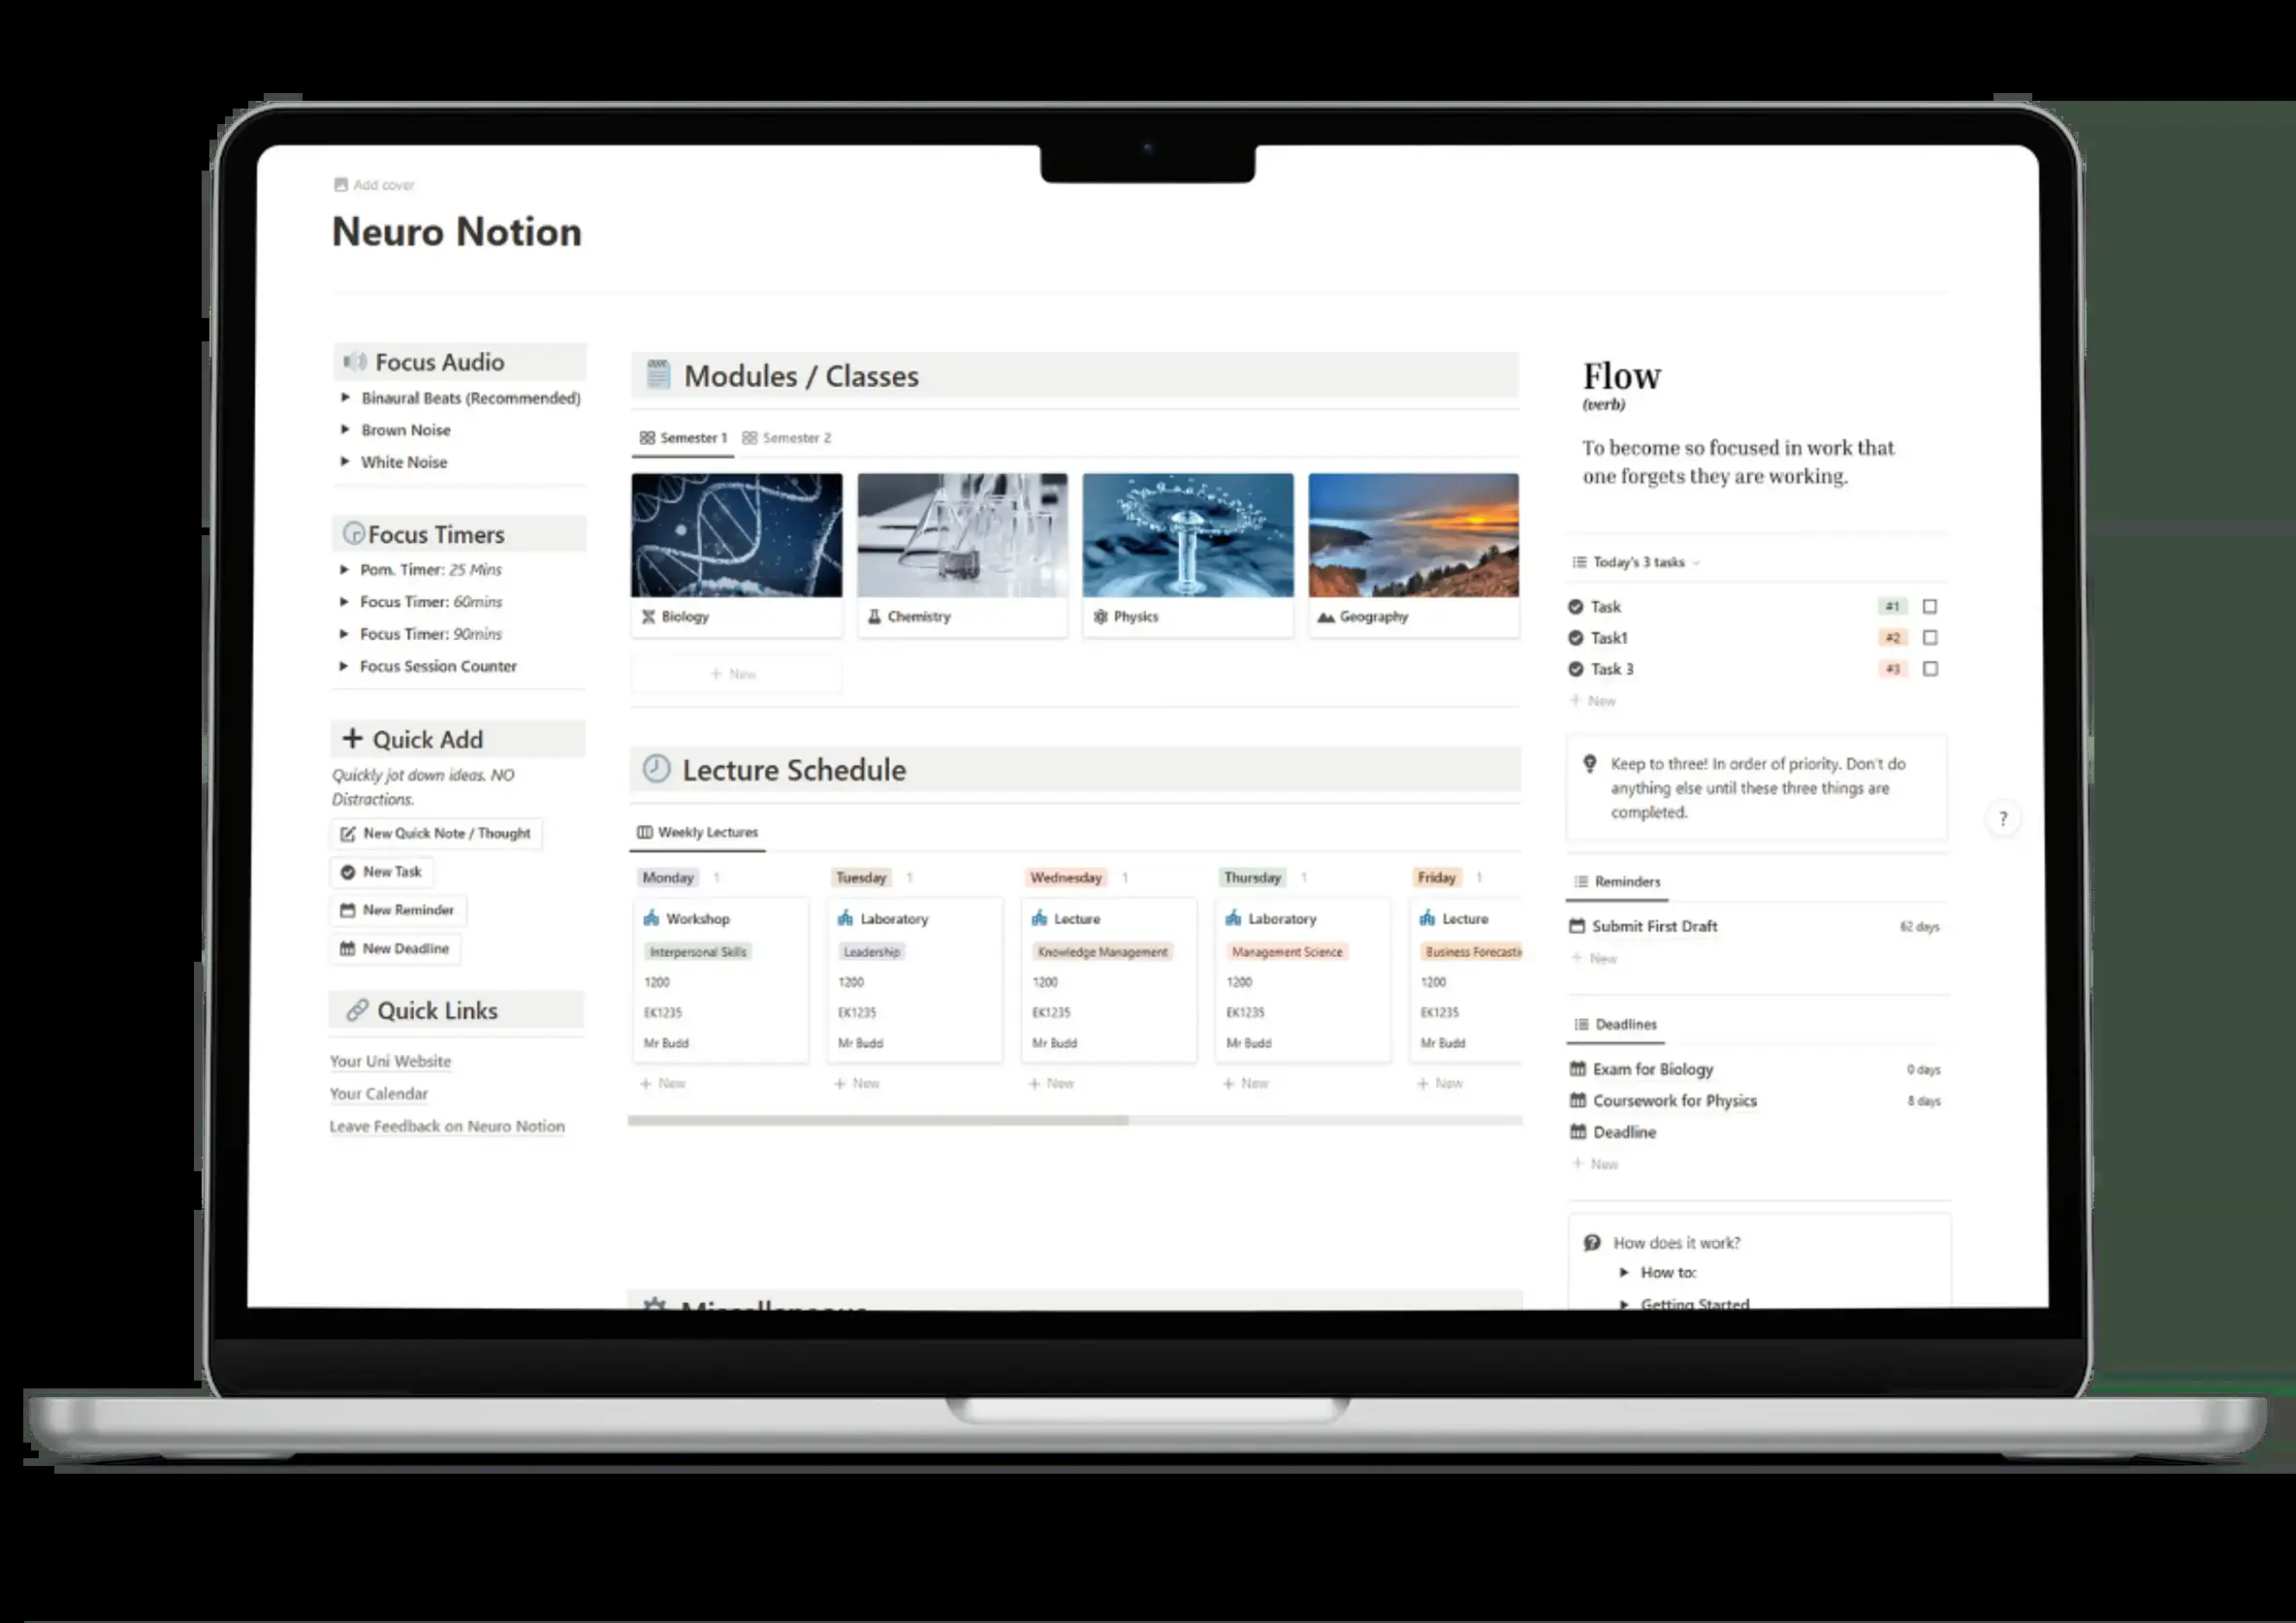 Add cover
Neuro Notion
Focus Audio
Binaural Beats (Recommended)
Brown Noise
White Noise
Focus Timers
Pom. Timer: 25 Mins
Focus Timer: 60mins
Focus Timer: 90mins
Focus Session Counter
Quick Add
Quickly jot down ideas. NO
Distractions.
New Quick Note / Thought
New Task
New Reminder
New Deadline
Quick Links
Your Uni Website
Your Calendar
Leave Feedback on Neuro Notion
Modules / Classes
Semester 1 Semester 2
Biology Chemistry Physics Geography
+ New
Lecture Schedule
Weekly Lectures
Monday 1 Tuesday 1 Wednesday 1 Thursday 1 Friday 1
Workshop Laboratory Lecture Laboratory Lecture
Interpersonal Skills Leadership Knowledge Management Management Science Business Forecasti
1200 1200 1200 1200 1200
EK1235 EK1235 EK1235 EK1235 EK1235
Mr Budd Mr Budd Mr Budd Mr Budd Mr Budd
+ New + New + New + New + New
Miscellaneous
Flow
(verb)
To become so focused in work that
one forgets they are working.
Today's 3 tasks
Task #1
Task1 #2
Task 3 #3
+ New
Keep to three! In order of priority. Don't do
anything else until these three things are
completed.
?
Reminders
Submit First Draft 62 days
+ New
Deadlines
Exam for Biology 0 days
Coursework for Physics 8 days
Deadline
+ New
How does it work?
How to:
Getting Started